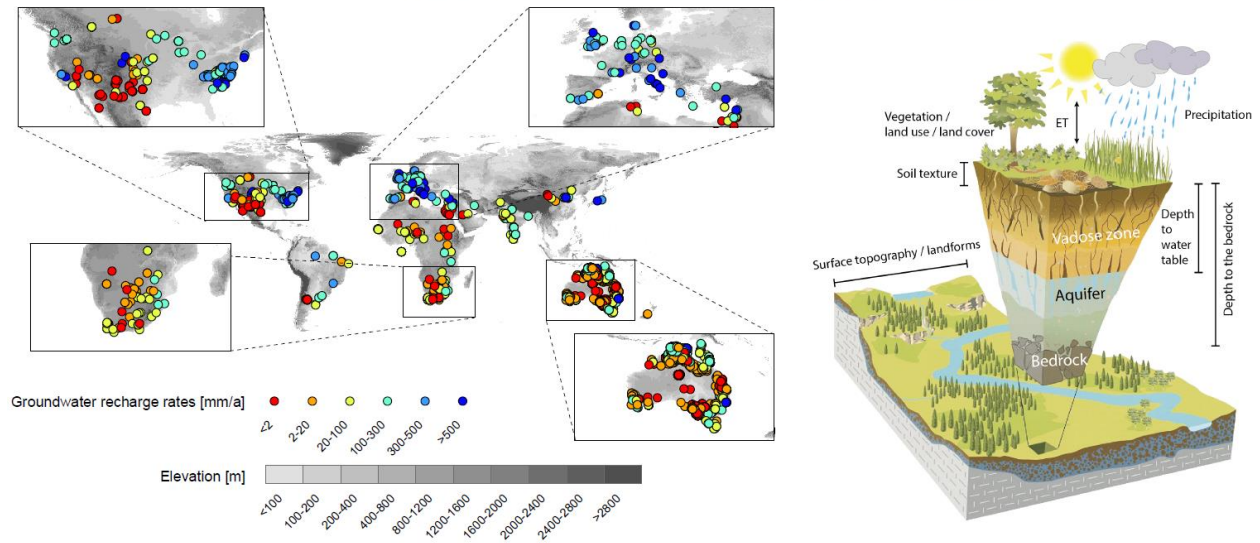 Groundwater recharge rates [mm/a]
<2
2-20
20-100
100-300
300-500
>500
Elevation [m]
<100
100-200
200-400
400-800
800-1200
1200-1600
1600-2000
2000-2400
2400-2800
>2800
Vegetation /
land use / land cover
ET
Precipitation
Soil texture
Vadose zone
Depth
to
water
table
Depth to the bedrock
Surface topography / landforms
Aquifer
Bedrock